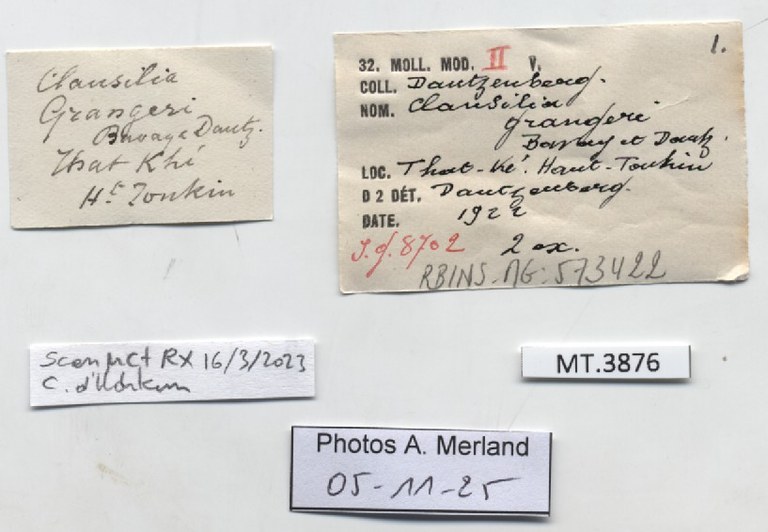 Clausilia
Grangeri
Bavay & Dautz.
That Khé
Ht Tonkin
1.
32. MOLL. MOD. II V.
COLL. Dautzenberg.
NOM. Clausilia
grangeri
Bavay et Dautz.
LOC. That-Ké. Haut-Tonkin
D 2 DÉT. Dautzenberg.
DATE. 1922
I.g. 8702 2 ex.
RBINS-MG: 573422
Scan µCt RX 16/3/2023
C.
MT.3876
Photos A. Merland
05-11-25